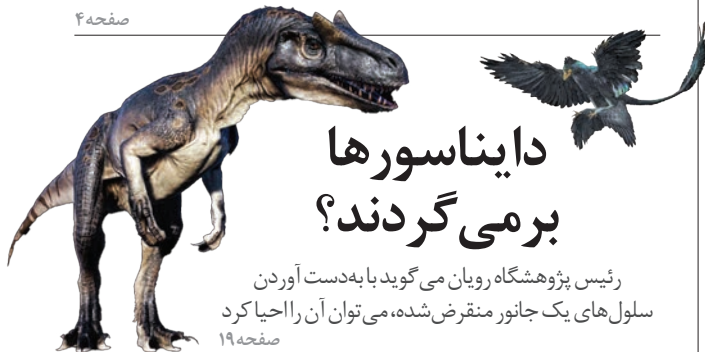 صفحه۴
دایناسورها
برمی‌گردند؟
رئیس پژوهشگاه رویان می‌گوید با به‌دست آوردن
سلول‌های یک جانور منقرض‌شده، می‌توان آن را احیا کرد
صفحه۱۹